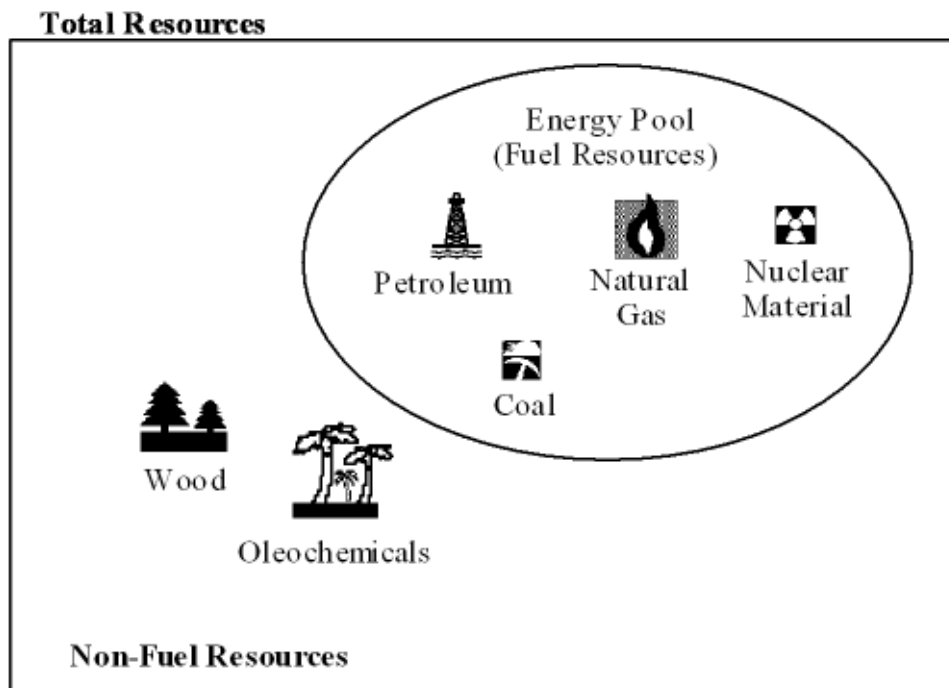 Total Resources
Energy Pool
(Fuel Resources)
Petroleum
Natural
Gas
Nuclear
Material
Coal
Wood
Oleochemicals
Non-Fuel Resources